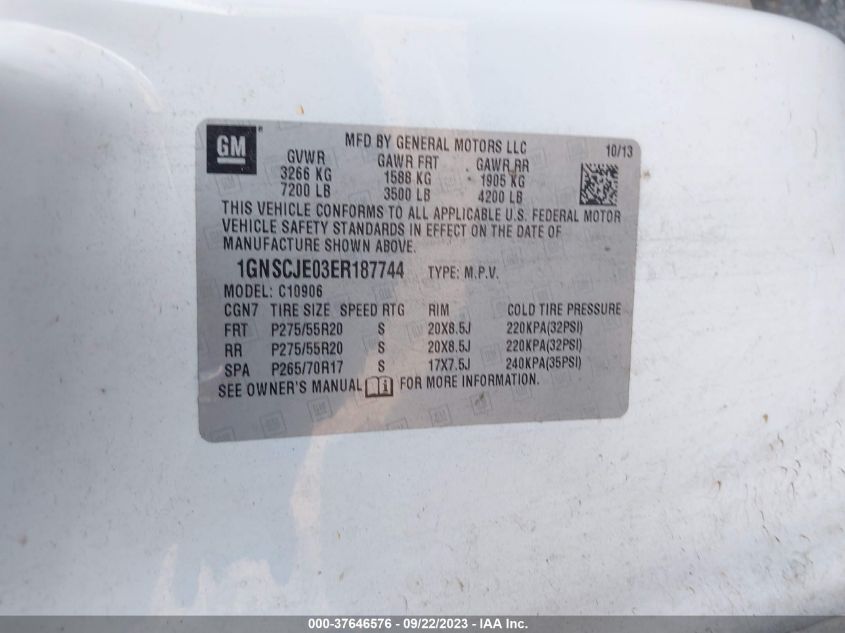 GM
MFD BY GENERAL MOTORS LLC 10/13
GVWR GAWR FRT GAWR RR
3266 KG 1588 KG 1905 KG
7200 LB 3500 LB 4200 LB
THIS VEHICLE CONFORMS TO ALL APPLICABLE U.S. FEDERAL MOTOR
VEHICLE SAFETY STANDARDS IN EFFECT ON THE DATE OF
MANUFACTURE SHOWN ABOVE.
1GNSCJE03ER187744 TYPE: M.P.V.
MODEL: C10906
CGN7 TIRE SIZE SPEED RTG RIM COLD TIRE PRESSURE
FRT P275/55R20 S 20X8.5J 220KPA(32PSI)
RR P275/55R20 S 20X8.5J 220KPA(32PSI)
SPA P265/70R17 S 17X7.5J 240KPA(35PSI)
SEE OWNER'S MANUAL FOR MORE INFORMATION.
000-37646576 - 09/22/2023 - IAA Inc.